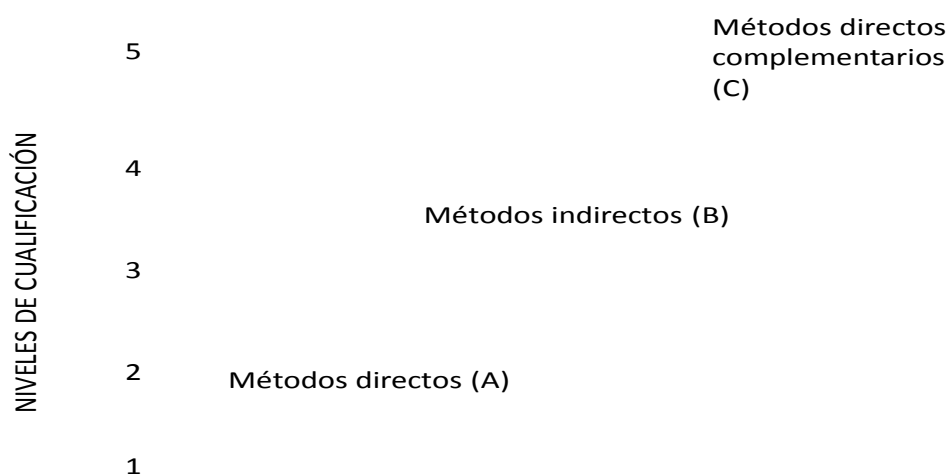 Métodos directos
complementarios
(C)
5
4
Métodos indirectos (B)
3
2
Métodos directos (A)
1
NIVELES DE CUALIFICACIÓN